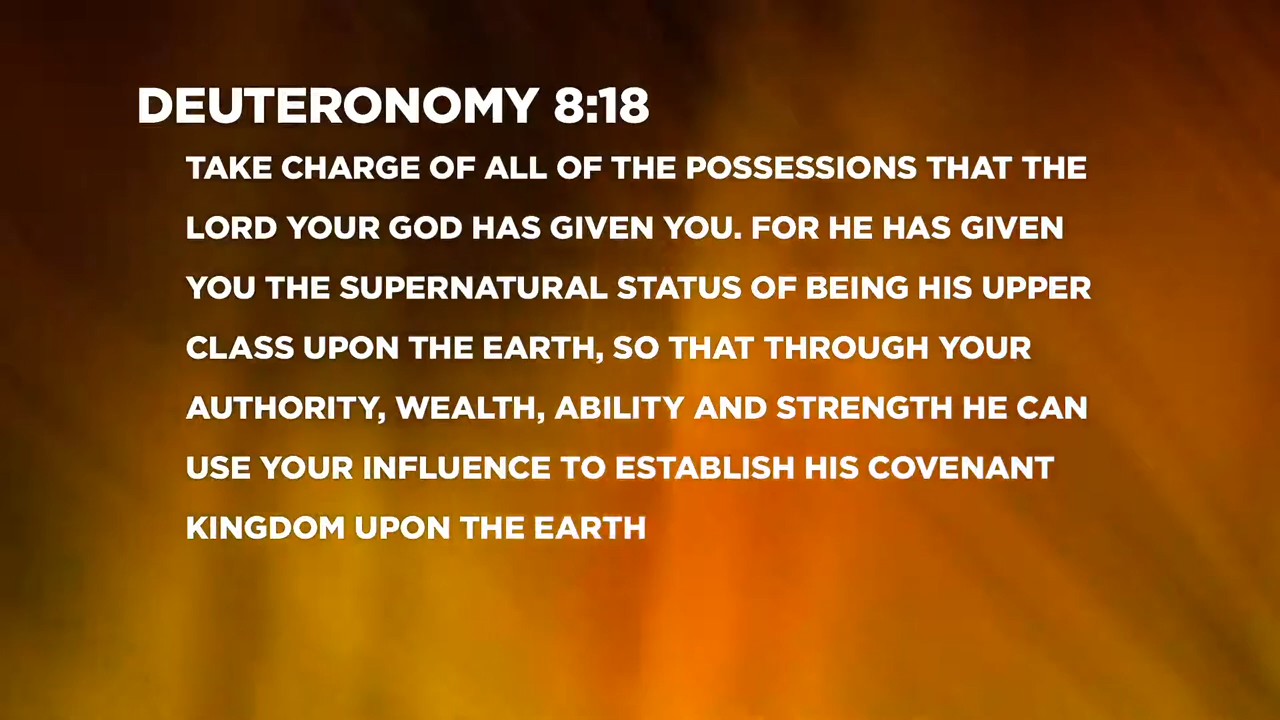 DEUTERONOMY 8:18
TAKE CHARGE OF ALL OF THE POSSESSIONS THAT THE
LORD YOUR GOD HAS GIVEN YOU. FOR HE HAS GIVEN
YOU THE SUPERNATURAL STATUS OF BEING HIS UPPER
CLASS UPON THE EARTH, SO THAT THROUGH YOUR
AUTHORITY, WEALTH, ABILITY AND STRENGTH HE CAN
USE YOUR INFLUENCE TO ESTABLISH HIS COVENANT
KINGDOM UPON THE EARTH